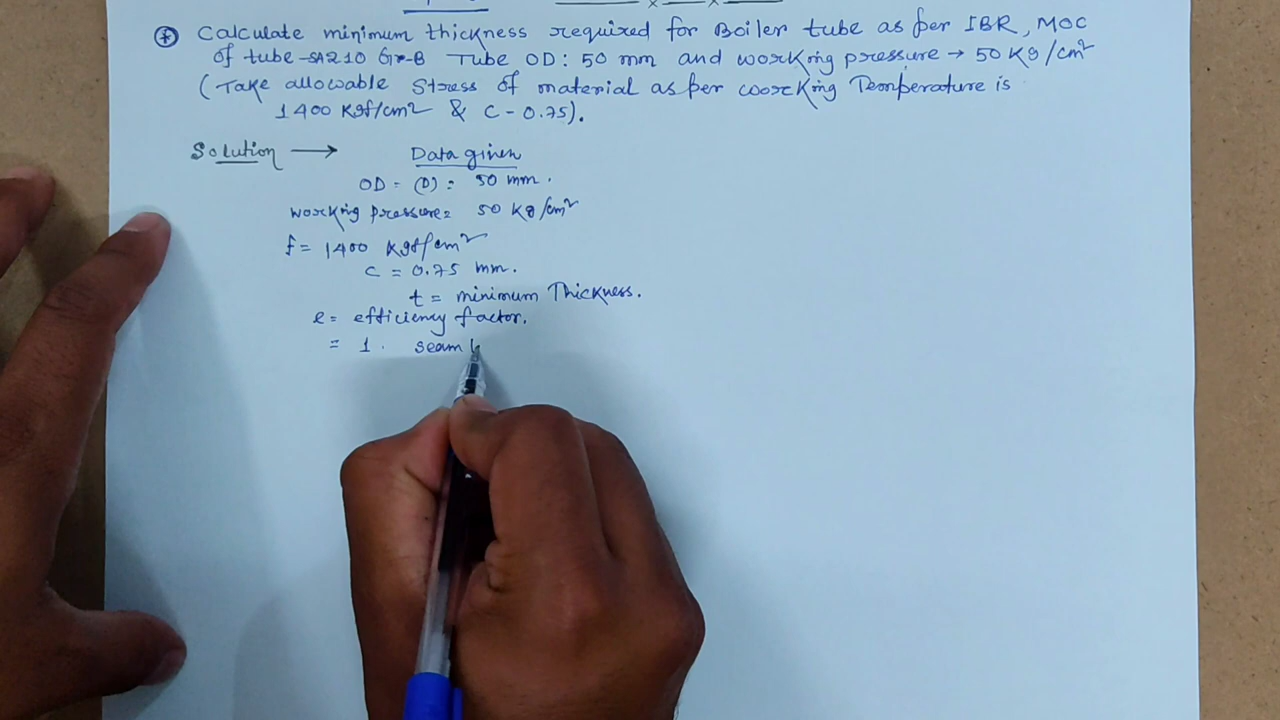 Calculate minimum thickness required for Boiler tube as per IBR, MOC
of tube -SA210 Gr-B Tube OD: 50 mm and working pressure → 50 Kg/cm²
(Take allowable Stress of material as per working Temperature is
1400 Kgf/cm² & C - 0.75).
Solution → Data given
OD = (D) = 50 mm.
working pressure = 50 Kg/cm²
f = 1400 Kgf/cm²
C = 0.75 mm.
t = minimum Thickness.
e = efficiency factor.
= 1. seam